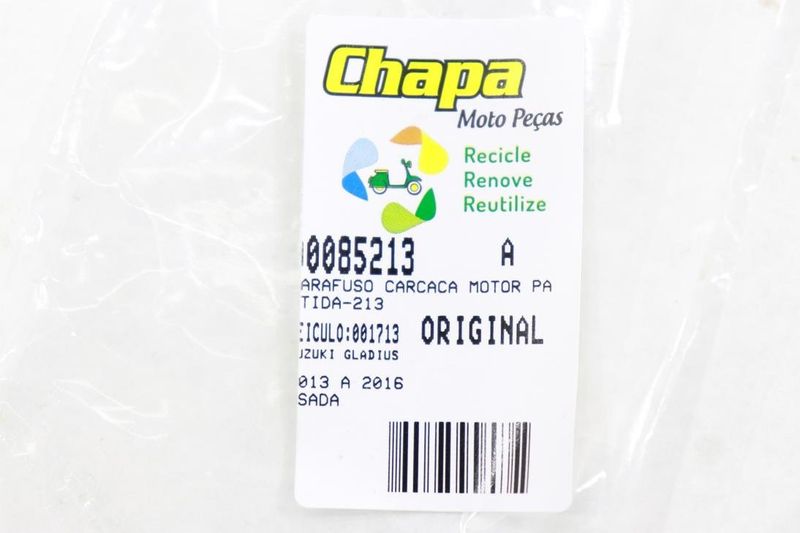 Chapa
Moto Peças
Recicle
Renove
Reutilize
0085213 A
ARAFUSO CARCACA MOTOR PA
TIDA-213
EICULO:001713 ORIGINAL
UZUKI GLADIUS
013 A 2016
SADA